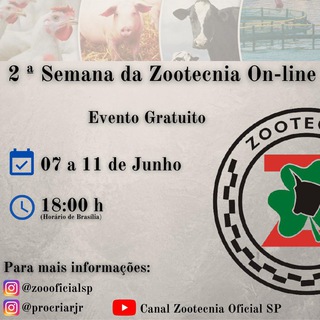 2 ª Semana da Zootecnia On-line
Evento Gratuito
ZOOTEC
07 a 11 de Junho
18:00 h
(Horário de Brasília)
Para mais informações:
@zoooficialsp
@procriarjr
Canal Zootecnia Oficial SP